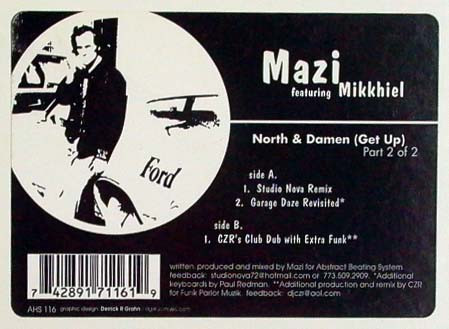 Mazi
featuring Mikkhiel
North & Damen (Get Up)
Part 2 of 2
side A.
1. Studio Nova Remix
2. Garage Daze Revisited*
side B.
1. CZR's Club Dub with Extra Funk**
Ford
written, produced and mixed by Mazi for Abstract Beating System
feedback: studionova72@hotmail.com or 773.509.2909. *Additional
keyboards by Paul Redman. **Additional production and remix by CZR
for Funk Parlor Muzik. feedback: djczr@aol.com
7 42891 71161 9
AHS 116 graphic design: Derrick R Grahn